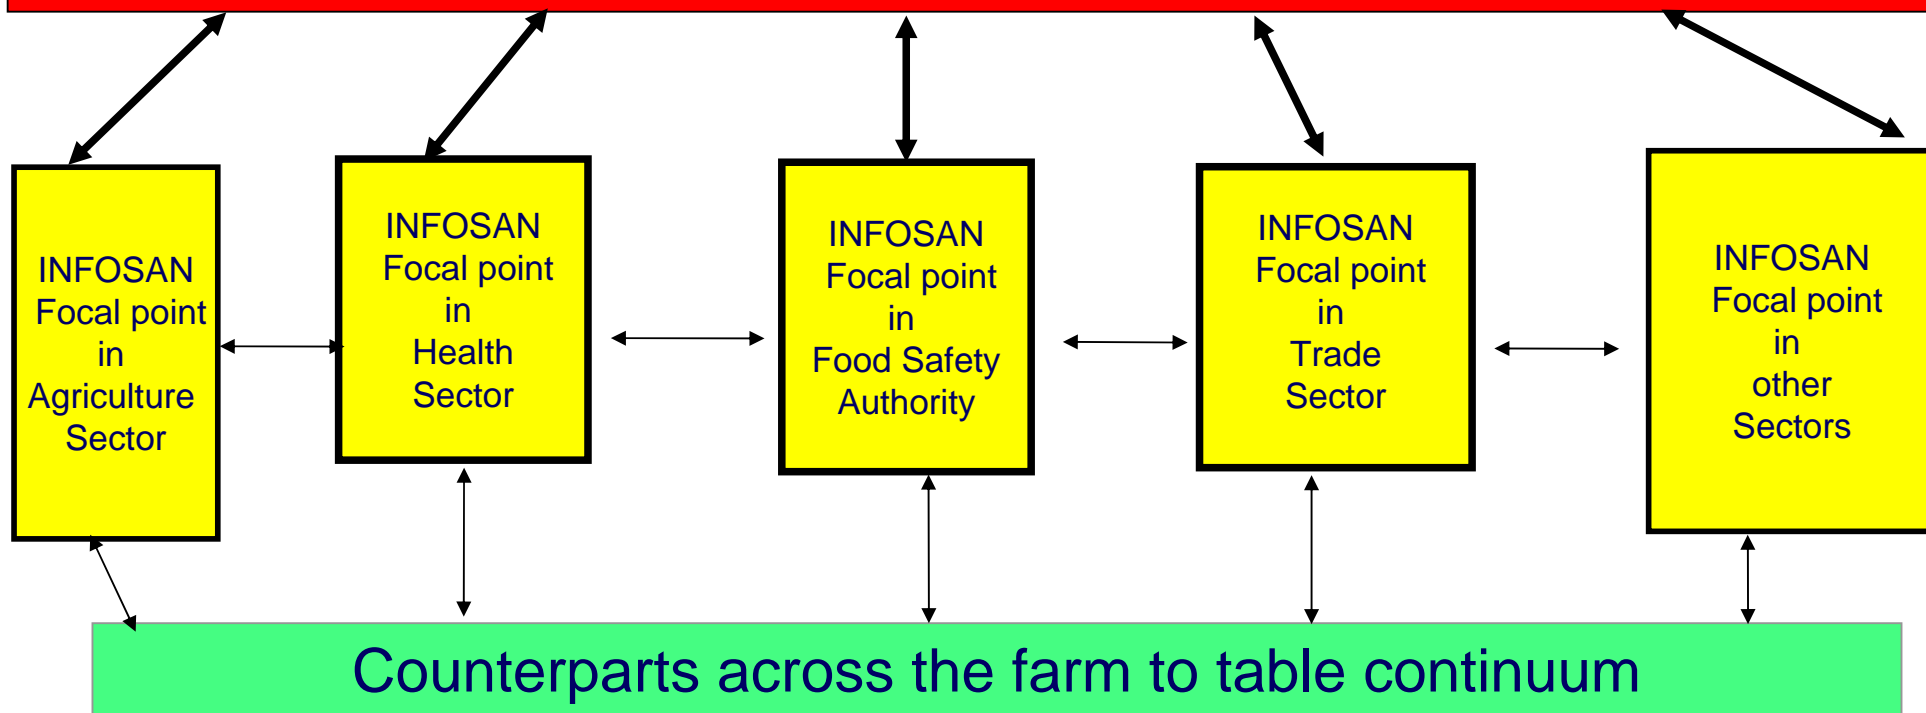 INFOSAN
Focal point
in
Agriculture
Sector
INFOSAN
Focal point
in
Health
Sector
INFOSAN
Focal point
in
Food Safety
Authority
INFOSAN
Focal point
in
Trade
Sector
INFOSAN
Focal point
in
other
Sectors
Counterparts across the farm to table continuum